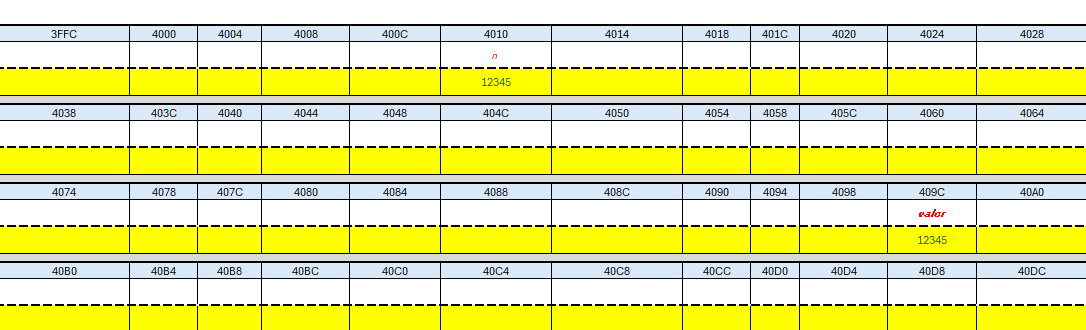 3FFC 4000 4004 4008 400C 4010 4014 4018 401C 4020 4024 4028
n
12345
4038 403C 4040 4044 4048 404C 4050 4054 4058 405C 4060 4064
4074 4078 407C 4080 4084 4088 408C 4090 4094 4098 409C 40A0
valor
12345
40B0 40B4 40B8 40BC 40C0 40C4 40C8 40CC 40D0 40D4 40D8 40DC